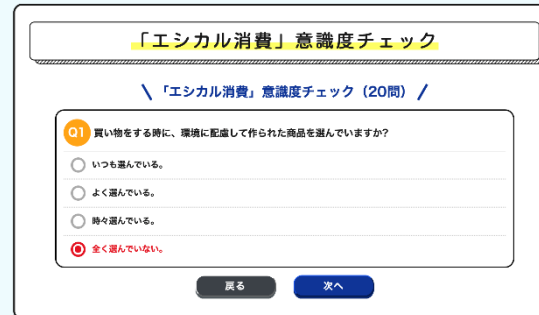 「エシカル消費」意識度チェック
「エシカル消費」意識度チェック（20問）
Q1 買い物をする時に、環境に配慮して作られた商品を選んでいますか?
いつも選んでいる。
よく選んでいる。
時々選んでいる。
全く選んでいない。
戻る 次へ